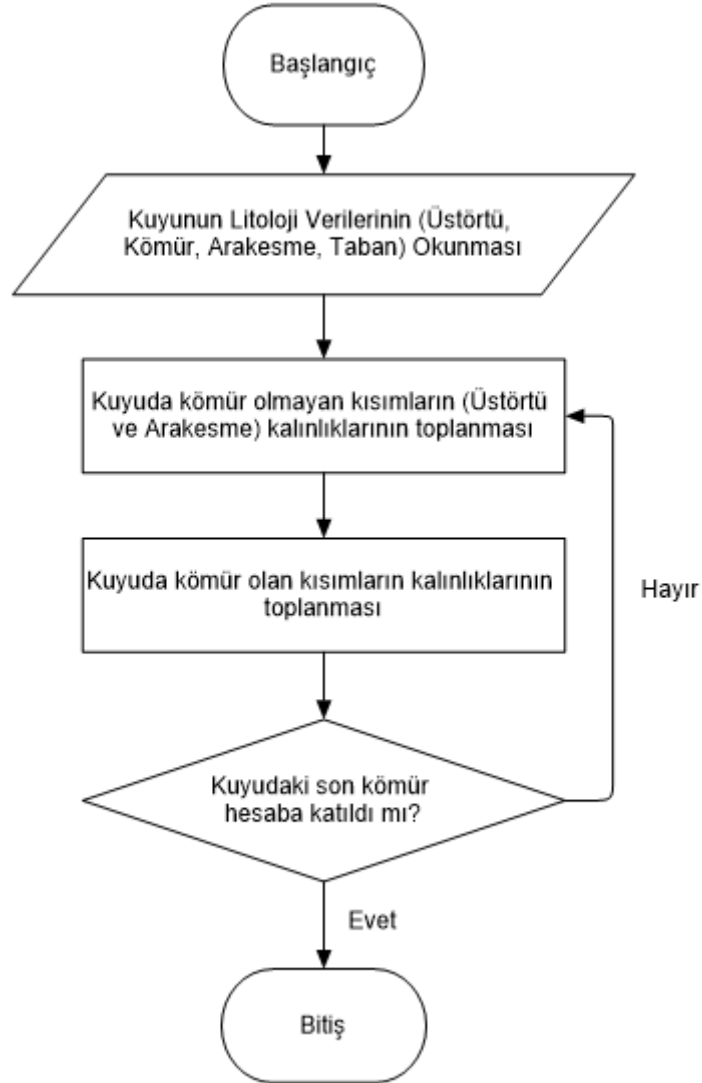 Başlangıç
Kuyunun Litoloji Verilerinin (Üstörtü,
Kömür, Arakesme, Taban) Okunması
Kuyuda kömür olmayan kısımların (Üstörtü
ve Arakesme) kalınlıklarının toplanması
Kuyuda kömür olan kısımların kalınlıklarının
toplanması
Hayır
Kuyudaki son kömür
hesaba katıldı mı?
Evet
Bitiş